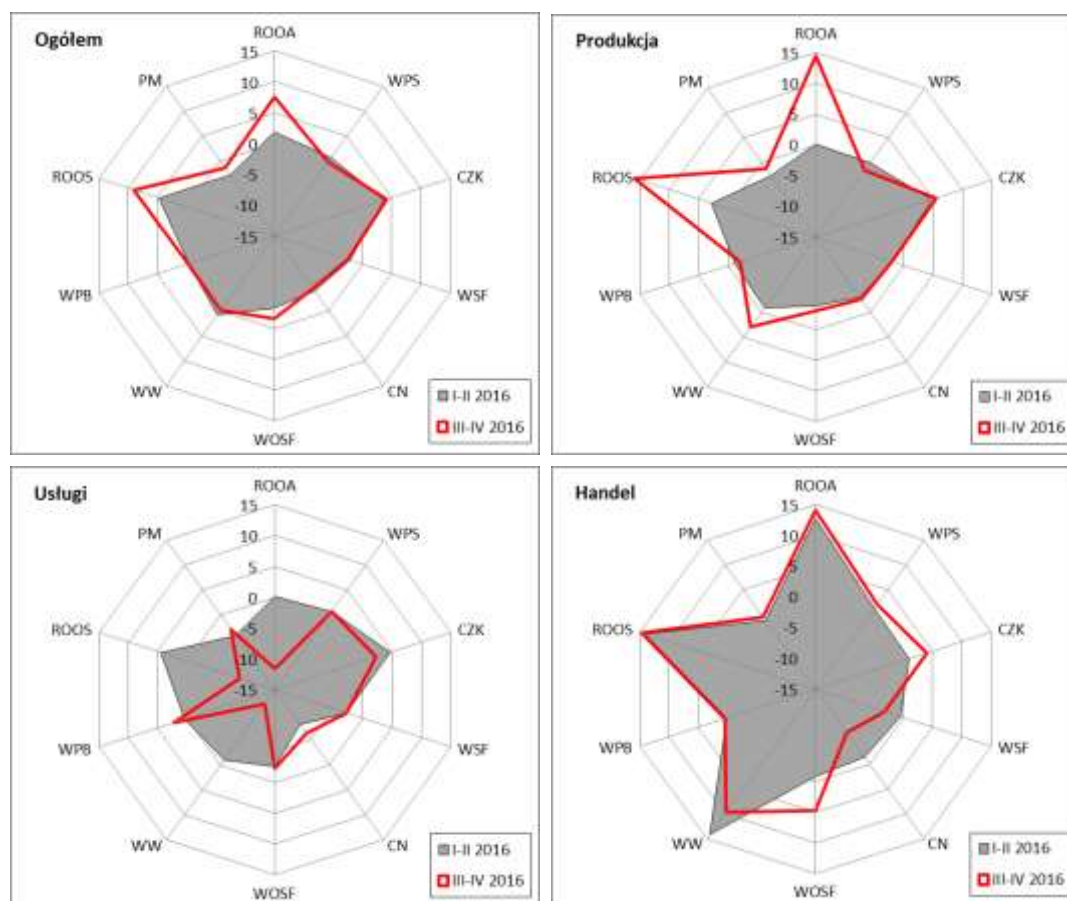 Ogółem
ROOA
WPS
CZK
WSF
CN
WOSF
WW
WPB
ROOS
PM
15
10
5
0
-5
-10
-15
I-II 2016
III-IV 2016
Produkcja
ROOA
WPS
CZK
WSF
CN
WOSF
WW
WPB
ROOS
PM
15
10
5
0
-5
-10
-15
I-II 2016
III-IV 2016
Usługi
ROOA
WPS
CZK
WSF
CN
WOSF
WW
WPB
ROOS
PM
15
10
5
0
-5
-10
-15
I-II 2016
III-IV 2016
Handel
ROOA
WPS
CZK
WSF
CN
WOSF
WW
WPB
ROOS
PM
15
10
5
0
-5
-10
-15
I-II 2016
III-IV 2016